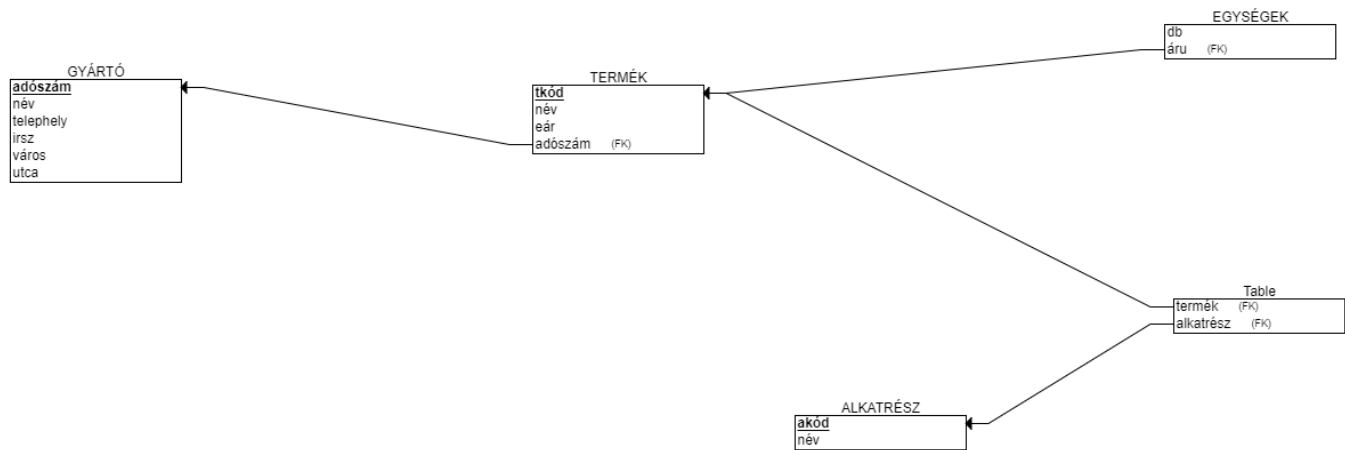 GYÁRTÓ
adószám
név
telephely
irsz
város
utca
TERMÉK
tkód
név
eár
adószám (FK)
EGYSÉGEK
db
áru (FK)
Table
termék (FK)
alkatrész (FK)
ALKATRÉSZ
akód
név